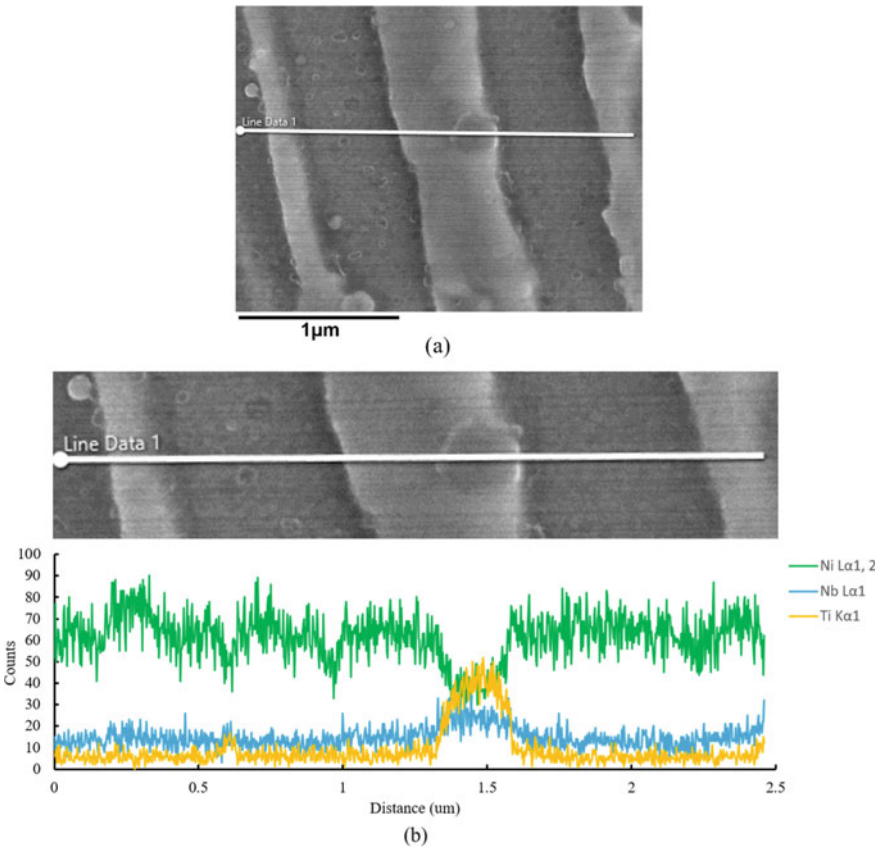 Line Data 1
1µm
(a)
Line Data 1
100
90
80
70
60
50
40
30
20
10
0
Counts
0 0.5 1 1.5 2 2.5
Distance (um)
Ni Lα1, 2
Nb Lα1
Ti Kα1
(b)